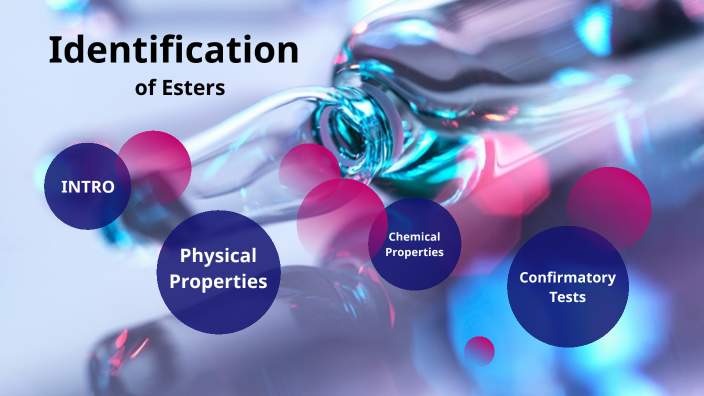 Identification
of Esters
INTRO
Physical
Properties
Chemical
Properties
Confirmatory
Tests